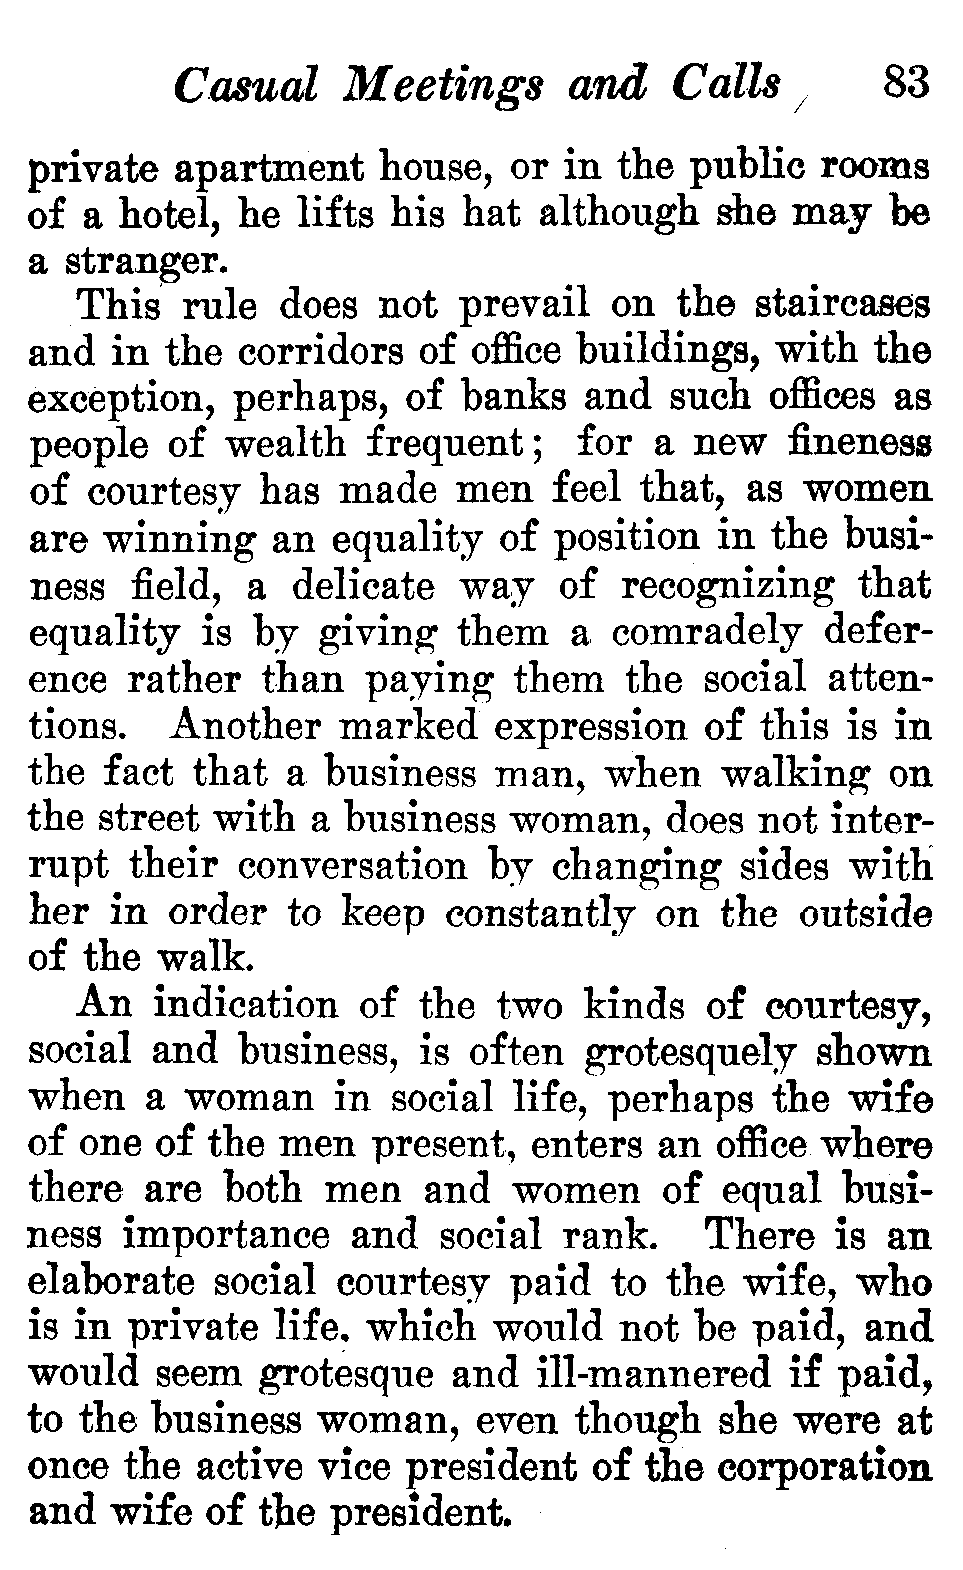 Casual Meetings and Calls 83
private apartment house, or in the public rooms
of a hotel, he lifts his hat although she may be
a stranger.
This rule does not prevail on the staircases
and in the corridors of office buildings, with the
exception, perhaps, of banks and such offices as
people of wealth frequent; for a new fineness
of courtesy has made men feel that, as women
are winning an equality of position in the busi-
ness field, a delicate way of recognizing that
equality is by giving them a comradely defer-
ence rather than paying them the social atten-
tions. Another marked expression of this is in
the fact that a business man, when walking on
the street with a business woman, does not inter-
rupt their conversation by changing sides with
her in order to keep constantly on the outside
of the walk.
An indication of the two kinds of courtesy,
social and business, is often grotesquely shown
when a woman in social life, perhaps the wife
of one of the men present, enters an office where
there are both men and women of equal busi-
ness importance and social rank. There is an
elaborate social courtesy paid to the wife, who
is in private life, which would not be paid, and
would seem grotesque and ill-mannered if paid,
to the business woman, even though she were at
once the active vice president of the corporation
and wife of the president.